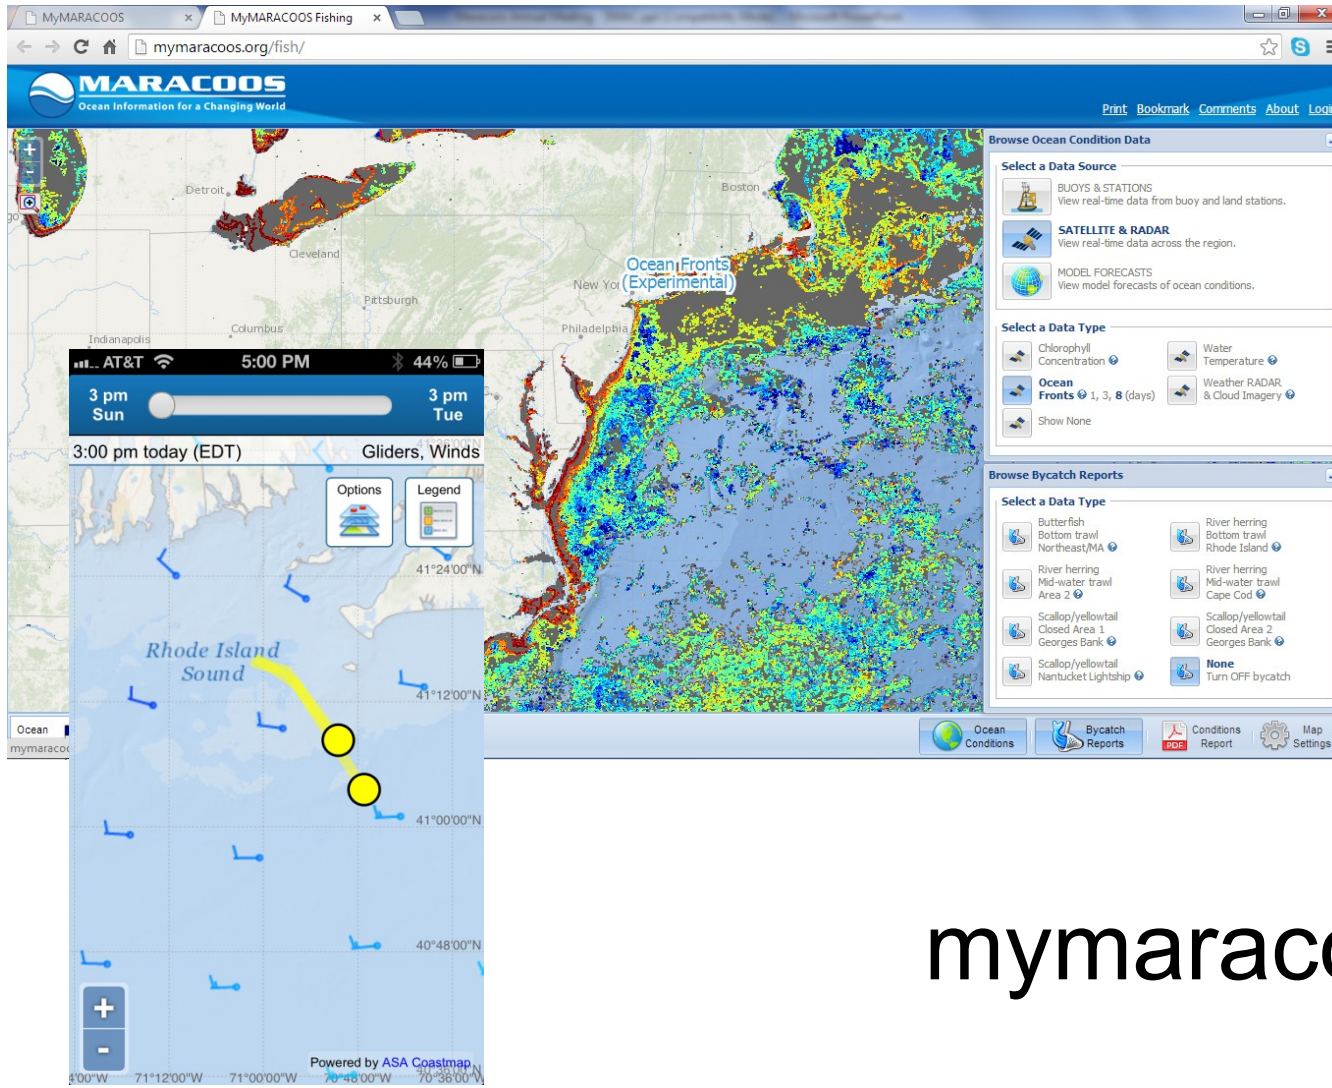 MyMARACOOS
MyMARACOOS Fishing
mymaracoos.org/fish/
MARACOOS
Ocean Information for a Changing World
Print Bookmark Comments About Login
Detroit
Cleveland
Pittsburgh
Columbus
Indianapolis
Boston
Ocean Fronts
(Experimental)
New Yor
Philadelphia
Browse Ocean Condition Data
Select a Data Source
BUOYS & STATIONS
View real-time data from buoy and land stations.
SATELLITE & RADAR
View real-time data across the region.
MODEL FORECASTS
View model forecasts of ocean conditions.
Select a Data Type
Chlorophyll
Concentration
Water
Temperature
Ocean
Fronts 1, 3, 8 (days)
Weather RADAR
& Cloud Imagery
Show None
Browse Bycatch Reports
Select a Data Type
Butterfish
Bottom trawl
Northeast/MA
River herring
Bottom trawl
Rhode Island
River herring
Mid-water trawl
Area 2
River herring
Mid-water trawl
Cape Cod
Scallop/yellowtail
Closed Area 1
Georges Bank
Scallop/yellowtail
Closed Area 2
Georges Bank
Scallop/yellowtail
Nantucket Lightship
None
Turn OFF bycatch
Ocean
mymaracoo
Ocean
Conditions
Bycatch
Reports
PDF
Conditions
Report
Map
Settings
AT&T 5:00 PM 44%
3 pm
Sun
3 pm
Tue
3:00 pm today (EDT) Gliders, Winds
Options
Legend
41°24'00"N
Rhode Island
Sound
41°12'00"N
41°00'00"N
40°48'00"N
+
-
Powered by ASA Coastmap
4'00"W 71°12'00"W 71°00'00"W 70°48'00"W 70°36'00"W
mymaraco